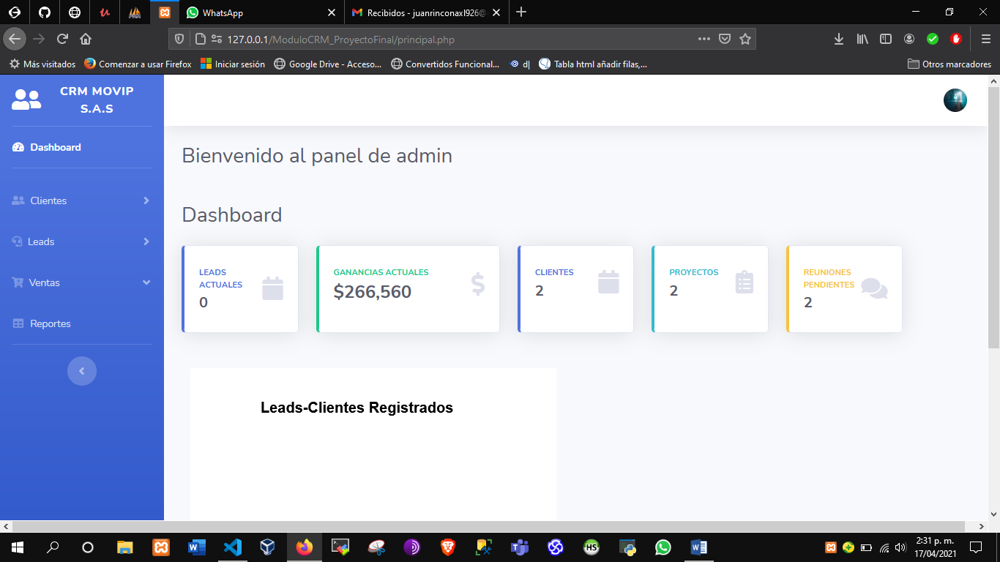 WhatsApp
Recibidos - juanrinconaxl926@
127.0.0.1/ModuloCRM_ProyectoFinal/principal.php
Más visitados
Comenzar a usar Firefox
Iniciar sesión
Google Drive - Acceso...
Convertidos Funcional...
d|
Tabla html añadir filas,...
Otros marcadores
CRM MOVIP
S.A.S
Dashboard
Clientes
Leads
Ventas
Reportes
Bienvenido al panel de admin
Dashboard
LEADS
ACTUALES
0
GANANCIAS ACTUALES
$266,560
$
CLIENTES
2
PROYECTOS
2
REUNIONES
PENDIENTES
2
Leads-Clientes Registrados
HS
2:31 p. m.
17/04/2021